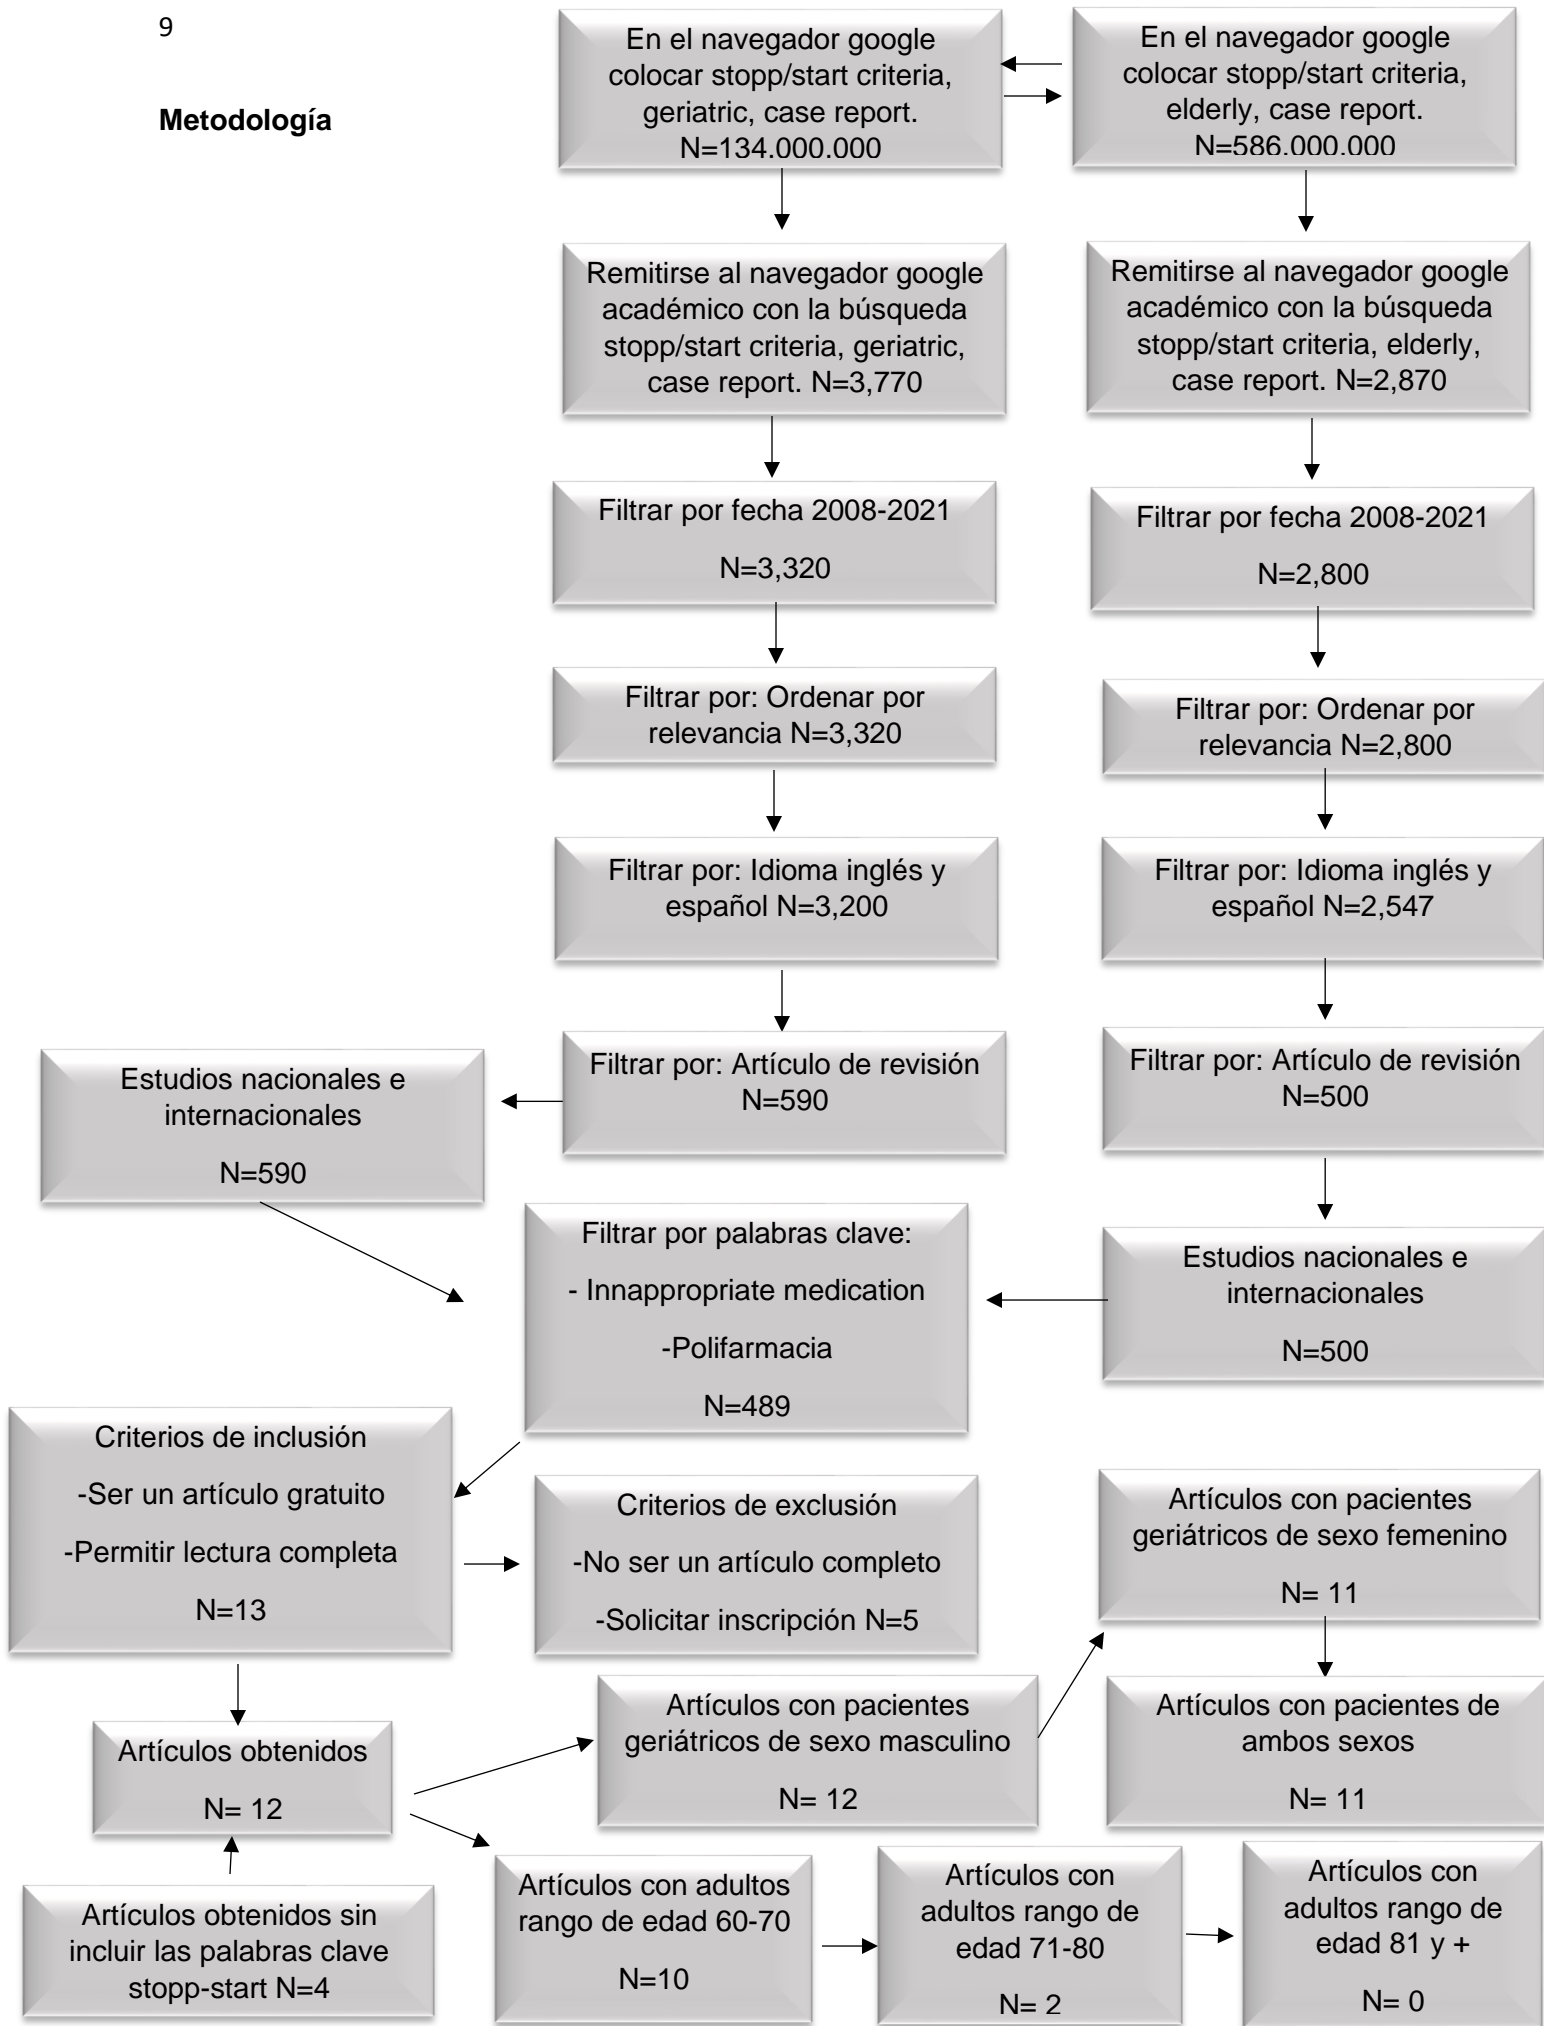 9
Metodología
En el navegador google
colocar stopp/start criteria,
geriatric, case report.
N=134.000.000
En el navegador google
colocar stopp/start criteria,
elderly, case report.
N=586.000.000
Remitirse al navegador google
académico con la búsqueda
stopp/start criteria, geriatric,
case report. N=3,770
Remitirse al navegador google
académico con la búsqueda
stopp/start criteria, elderly,
case report. N=2,870
Filtrar por fecha 2008-2021
N=3,320
Filtrar por fecha 2008-2021
N=2,800
Filtrar por: Ordenar por
relevancia N=3,320
Filtrar por: Ordenar por
relevancia N=2,800
Filtrar por: Idioma inglés y
español N=3,200
Filtrar por: Idioma inglés y
español N=2,547
Filtrar por: Artículo de revisión
N=590
Filtrar por: Artículo de revisión
N=500
Estudios nacionales e
internacionales
N=590
Estudios nacionales e
internacionales
N=500
Filtrar por palabras clave:
- Innappropriate medication
-Polifarmacia
N=489
Criterios de inclusión
-Ser un artículo gratuito
-Permitir lectura completa
N=13
Criterios de exclusión
-No ser un artículo completo
-Solicitar inscripción N=5
Artículos con pacientes
geriátricos de sexo femenino
N= 11
Artículos obtenidos
N= 12
Artículos con pacientes
geriátricos de sexo masculino
N= 12
Artículos con pacientes de
ambos sexos
N= 11
Artículos obtenidos sin
incluir las palabras clave
stopp-start N=4
Artículos con adultos
rango de edad 60-70
N=10
Artículos con
adultos rango de
edad 71-80
N= 2
Artículos con
adultos rango de
edad 81 y +
N= 0